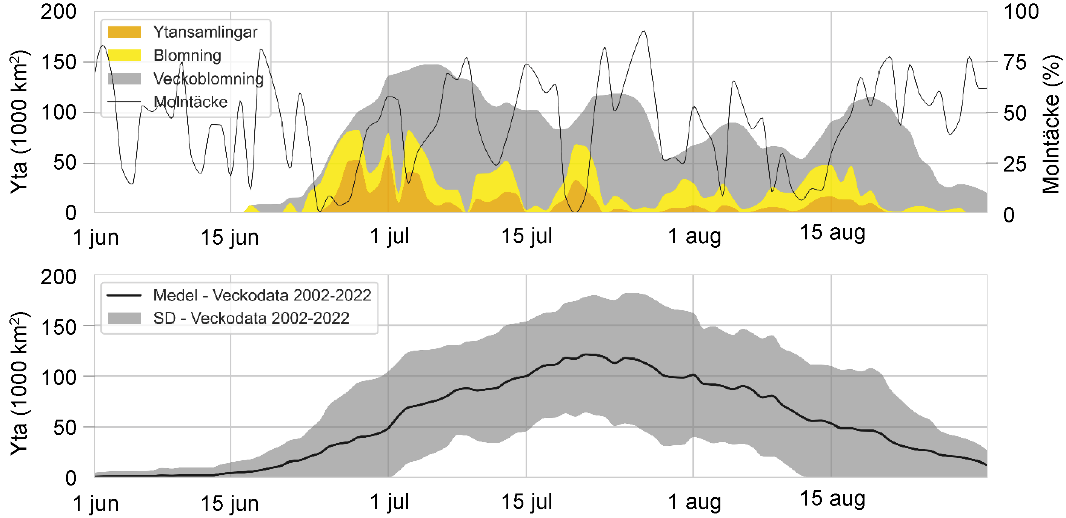 200
150
100
50
0
Yta (1000 km²)
100
75
50
25
0
Molntäcke (%)
Ytansamlingar
Blomning
Veckoblomning
Molntäcke
1 jun
15 jun
1 jul
15 jul
1 aug
15 aug
200
150
100
50
0
Yta (1000 km²)
Medel - Veckodata 2002-2022
SD - Veckodata 2002-2022
1 jun
15 jun
1 jul
15 jul
1 aug
15 aug